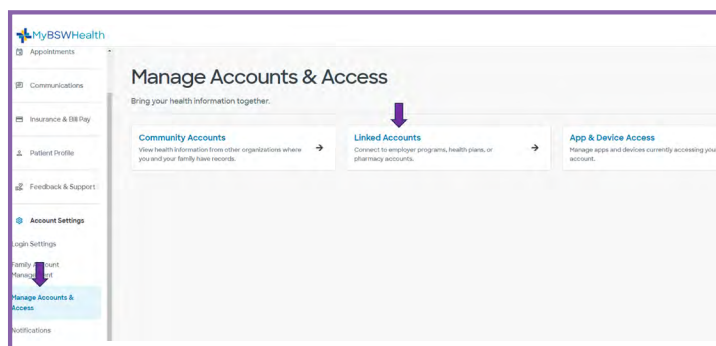 MyBSWHealth
Appointments
Communications
Insurance & Bill Pay
Patient Profile
Feedback & Support
Account Settings
Login Settings
Family Account
Management
Manage Accounts &
Access
Notifications
Manage Accounts & Access
Bring your health information together.
Community Accounts
View health information from other organizations where
you and your family have records.
Linked Accounts
Connect to employer programs, health plans, or
pharmacy accounts.
App & Device Access
Manage apps and devices currently accessing you
account.